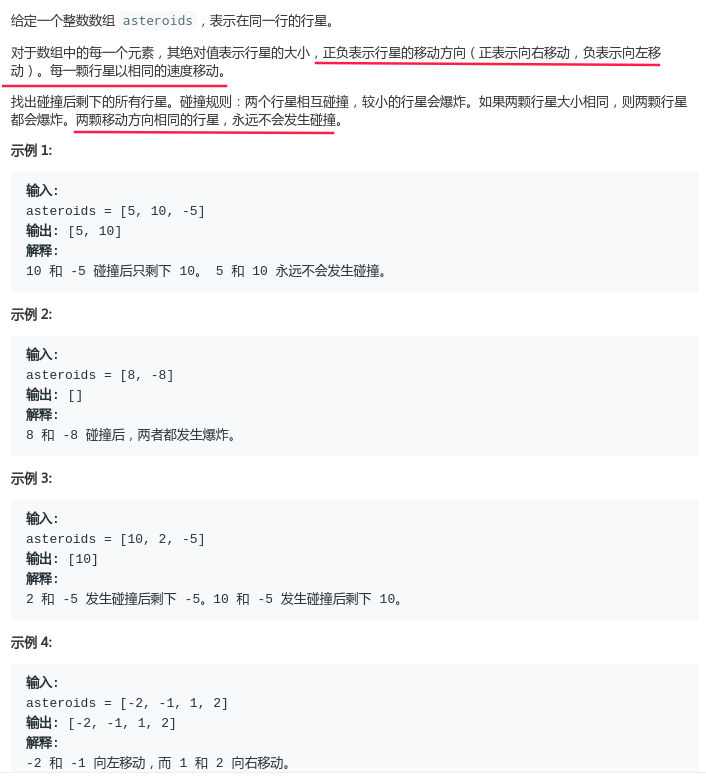 给定一个整数数组 asteroids，表示在同一行的行星。
对于数组中的每一个元素，其绝对值表示行星的大小，正负表示行星的移动方向（正表示向右移动，负表示向左移
动）。每一颗行星以相同的速度移动。
找出碰撞后剩下的所有行星。碰撞规则：两个行星相互碰撞，较小的行星会爆炸。如果两颗行星大小相同，则两颗行星
都会爆炸。两颗移动方向相同的行星，永远不会发生碰撞。
示例 1:
输入:
asteroids = [5, 10, -5]
输出: [5, 10]
解释:
10 和 -5 碰撞后只剩下 10。 5 和 10 永远不会发生碰撞。
示例 2:
输入:
asteroids = [8, -8]
输出: []
解释:
8 和 -8 碰撞后，两者都发生爆炸。
示例 3:
输入:
asteroids = [10, 2, -5]
输出: [10]
解释:
2 和 -5 发生碰撞后剩下 -5。10 和 -5 发生碰撞后剩下 10。
示例 4:
输入:
asteroids = [-2, -1, 1, 2]
输出: [-2, -1, 1, 2]
解释:
-2 和 -1 向左移动，而 1 和 2 向右移动。